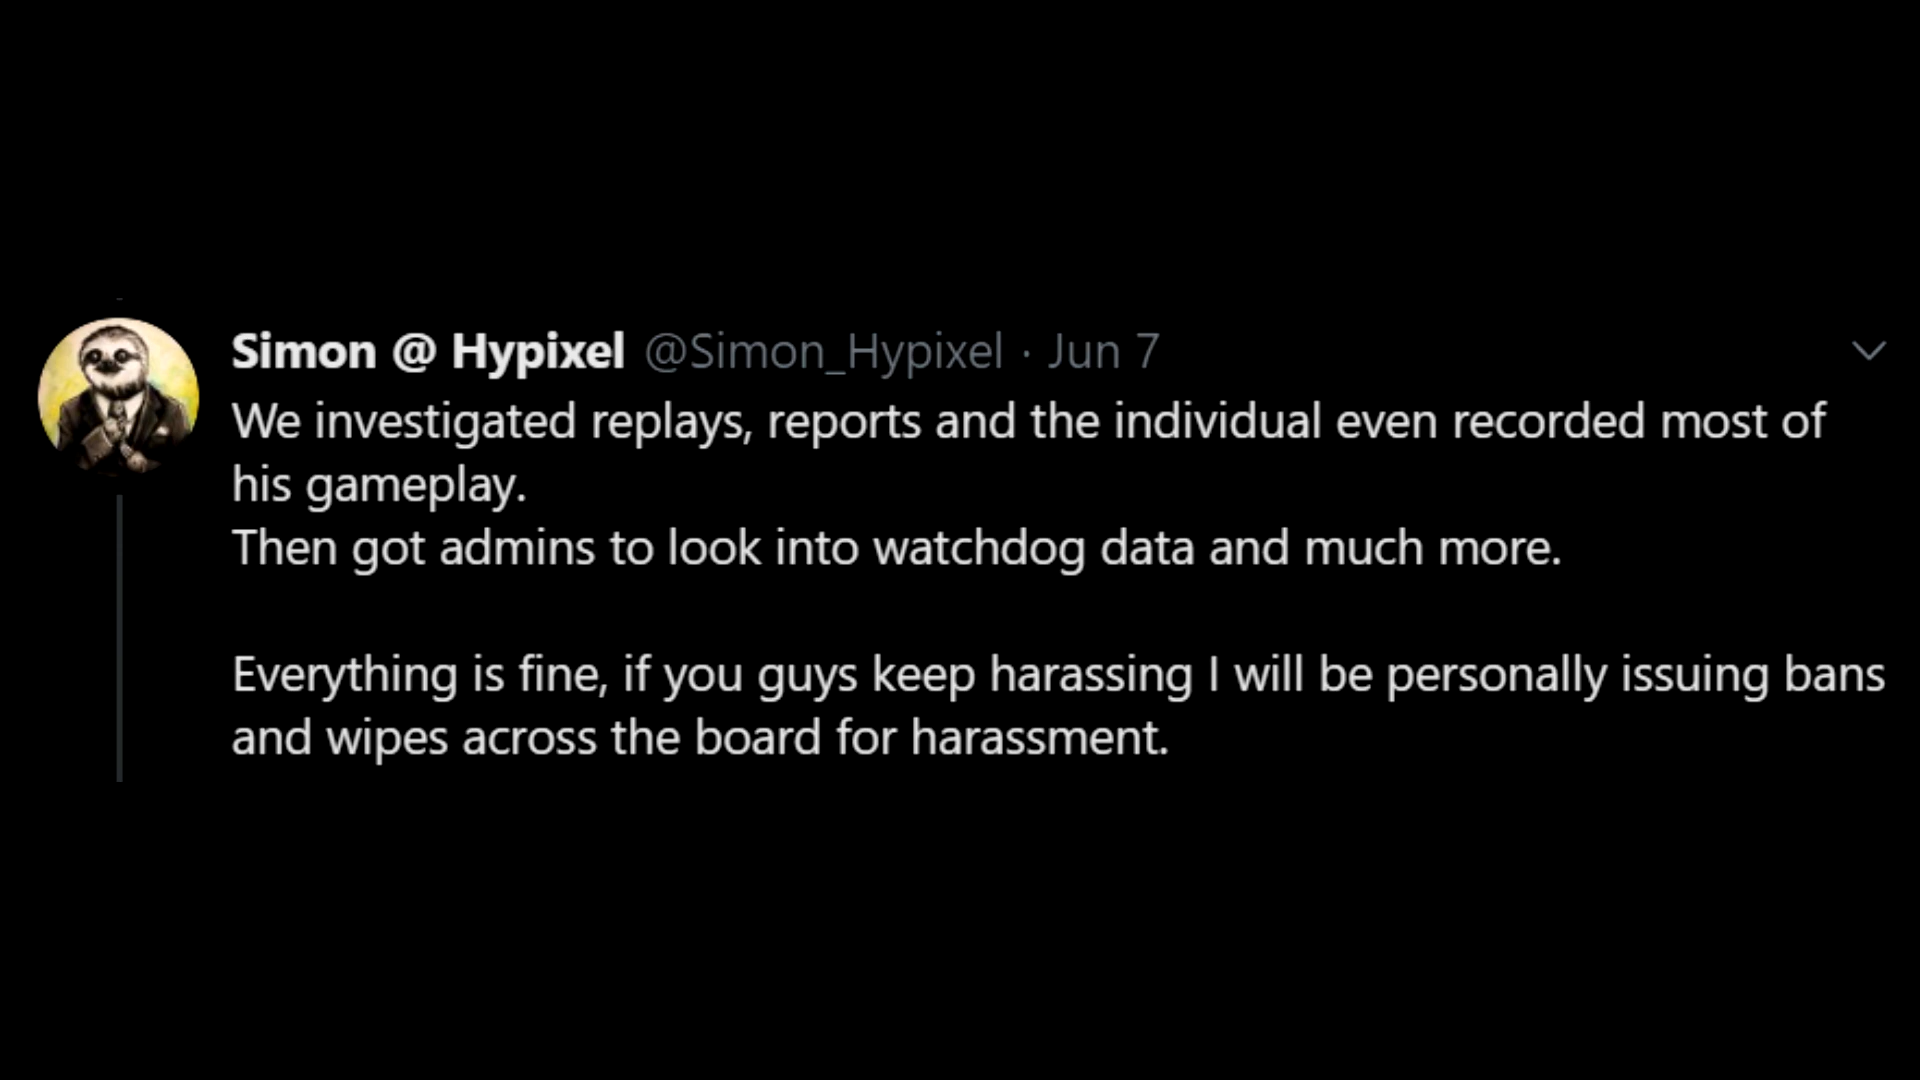 Simon @ Hypixel @Simon_Hypixel · Jun 7
We investigated replays, reports and the individual even recorded most of
his gameplay.
Then got admins to look into watchdog data and much more.
Everything is fine, if you guys keep harassing I will be personally issuing bans
and wipes across the board for harassment.